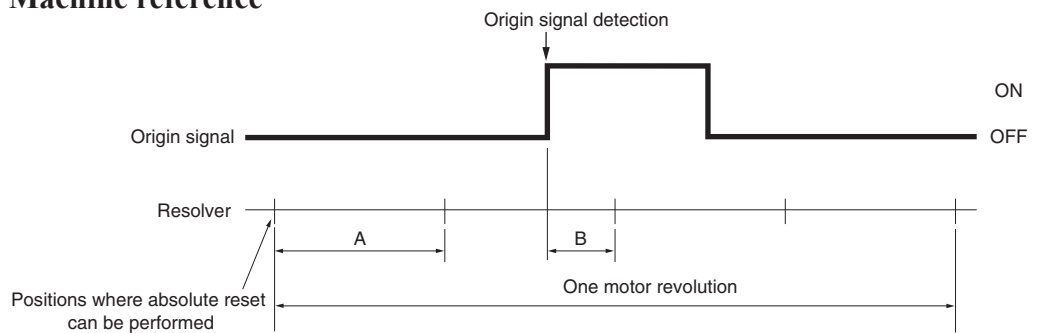 Machine reference
Origin signal detection
ON
Origin signal
OFF
Resolver
A
B
One motor revolution
Positions where absolute reset
can be performed